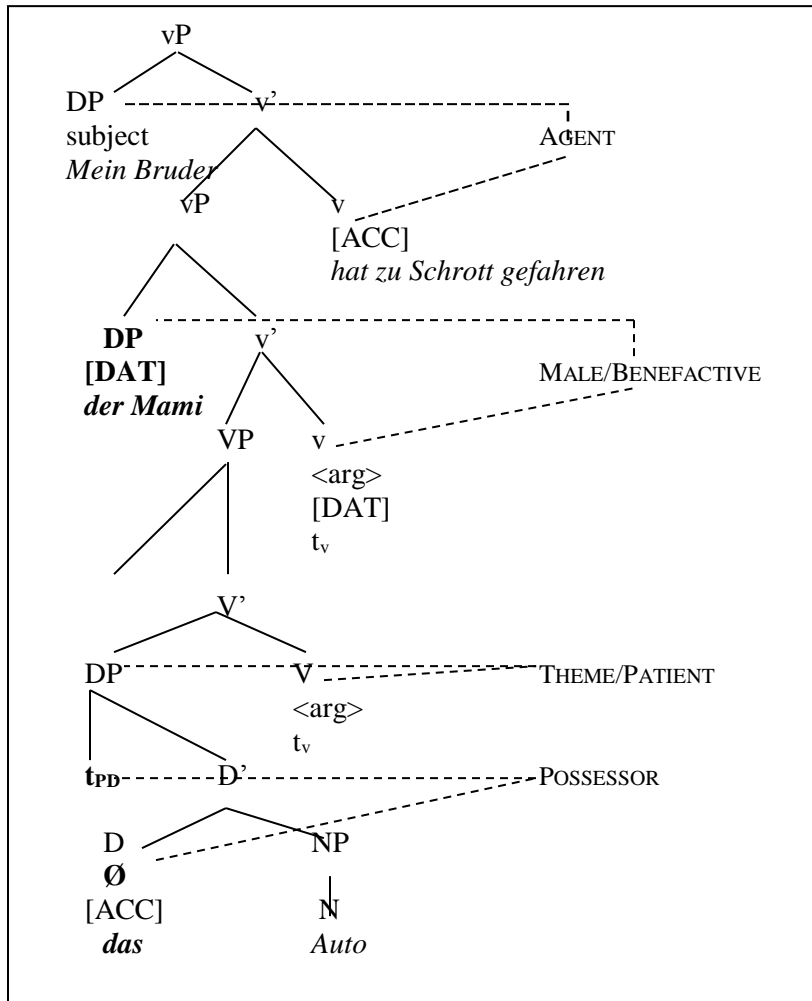 vP
DP v’
subject AGENT
Mein Bruder
vP v
[ACC]
hat zu Schrott gefahren
DP v’
[DAT] MALE/BENEFACTIVE
der Mami
VP v
<arg>
[DAT]
tv
V’
DP V THEME/PATIENT
<arg>
tv
tPD D’ POSSESSOR
D NP
Ø
[ACC] N
das Auto